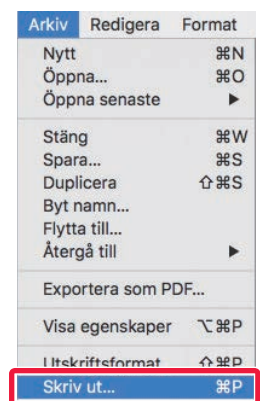 Arkiv Redigera Format
Nytt ⌘N
Öppna... ⌘O
Öppna senaste ▶
Stäng ⌘W
Spara... ⌘S
Duplicera ⇧⌘S
Byt namn...
Flytta till...
Återgå till ▶
Exportera som PDF...
Visa egenskaper ⌥⌘P
Utskriftsformat ⇧⌘P
Skriv ut... ⌘P